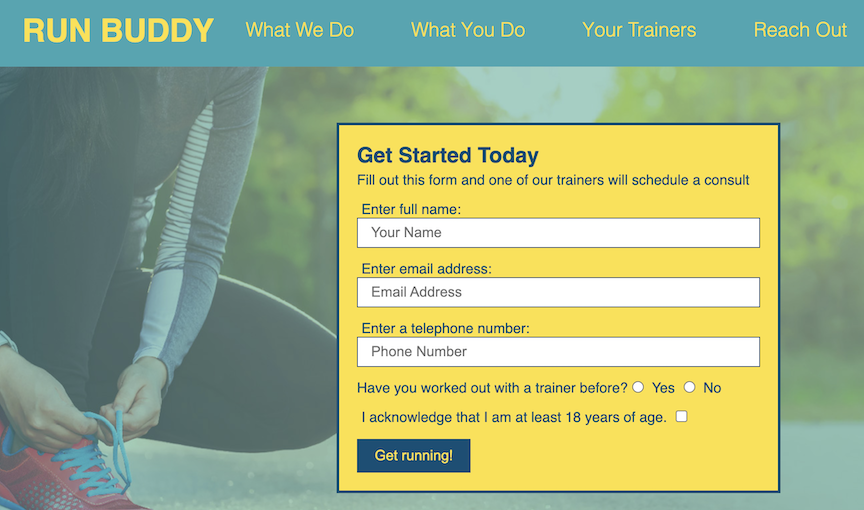 RUN BUDDY What We Do What You Do Your Trainers Reach Out
Get Started Today
Fill out this form and one of our trainers will schedule a consult
Enter full name:
Your Name
Enter email address:
Email Address
Enter a telephone number:
Phone Number
Have you worked out with a trainer before? Yes No
I acknowledge that I am at least 18 years of age.
Get running!